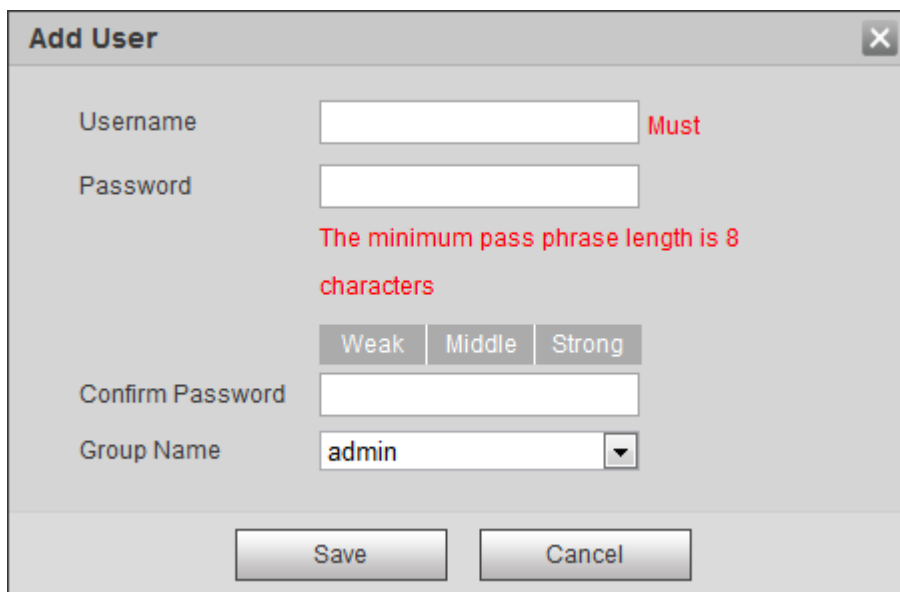 Add User
Username
Must
Password
The minimum pass phrase length is 8
characters
Weak Middle Strong
Confirm Password
Group Name
admin
Save
Cancel